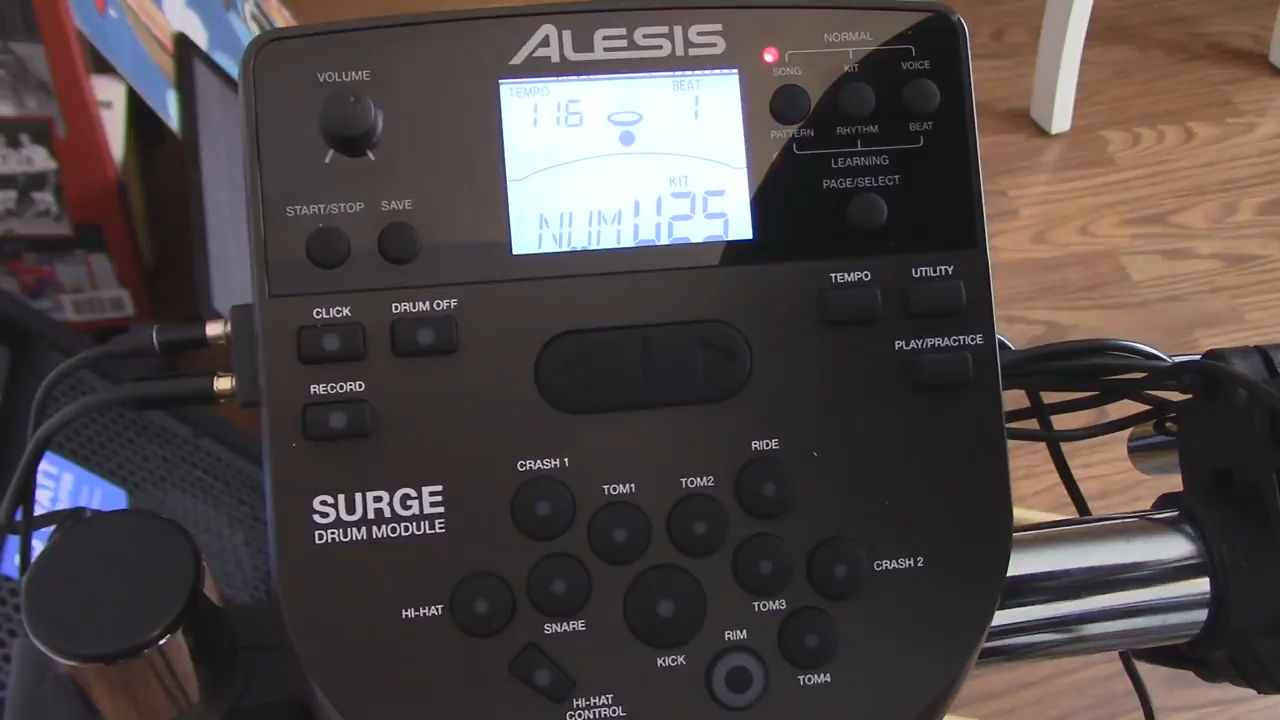 ALESIS
VOLUME
TEMPO
116
BEAT
1
KIT
NUM U25
NORMAL
SONG
KIT
VOICE
PATTERN
RHYTHM
BEAT
LEARNING
PAGE/SELECT
START/STOP
SAVE
CLICK
DRUM OFF
RECORD
TEMPO
UTILITY
PLAY/PRACTICE
SURGE
DRUM MODULE
CRASH 1
TOM1
TOM2
RIDE
HI-HAT
SNARE
KICK
TOM3
CRASH 2
RIM
TOM4
HI-HAT
CONTROL